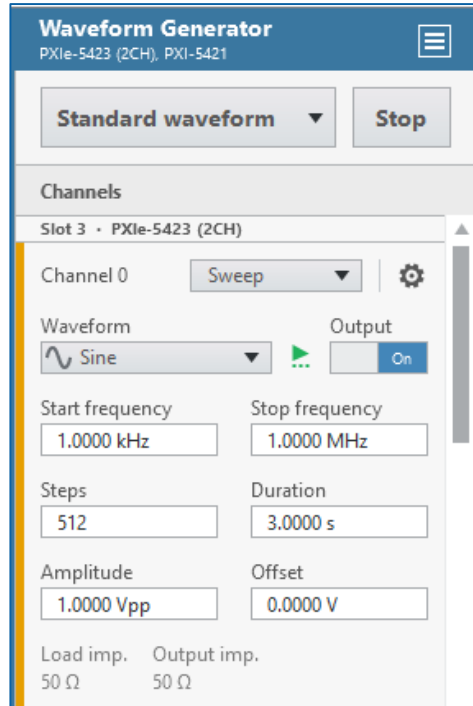 Waveform Generator
PXIe-5423 (2CH), PXI-5421
Standard waveform Stop
Channels
Slot 3 · PXIe-5423 (2CH)
Channel 0 Sweep
Waveform Output
Sine On
Start frequency Stop frequency
1.0000 kHz 1.0000 MHz
Steps Duration
512 3.0000 s
Amplitude Offset
1.0000 Vpp 0.0000 V
Load imp. Output imp.
50 Ω 50 Ω